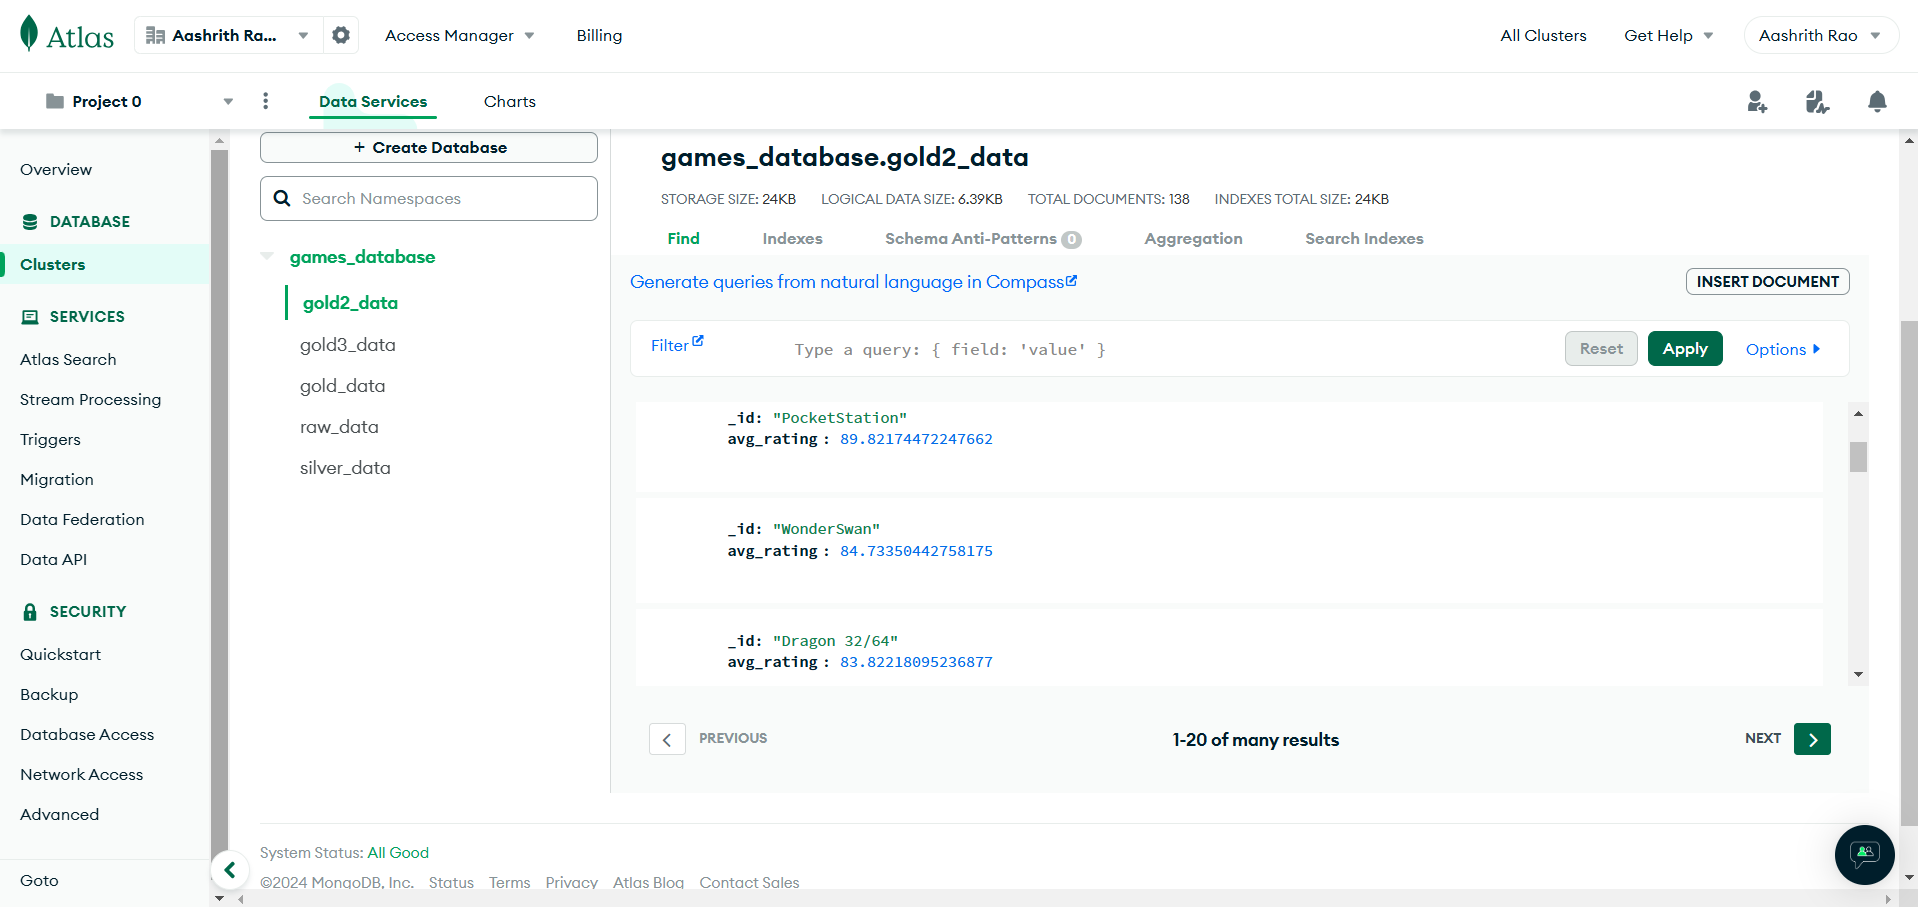 Atlas
Aashrith Ra...
Access Manager
Billing
All Clusters
Get Help
Aashrith Rao
Project 0
Data Services
Charts
Overview
DATABASE
Clusters
SERVICES
Atlas Search
Stream Processing
Triggers
Migration
Data Federation
Data API
SECURITY
Quickstart
Backup
Database Access
Network Access
Advanced
Goto
+ Create Database
Search Namespaces
games_database
gold2_data
gold3_data
gold_data
raw_data
silver_data
games_database.gold2_data
STORAGE SIZE: 24KB LOGICAL DATA SIZE: 6.39KB TOTAL DOCUMENTS: 138 INDEXES TOTAL SIZE: 24KB
Find Indexes Schema Anti-Patterns 0 Aggregation Search Indexes
Generate queries from natural language in Compass
INSERT DOCUMENT
Filter
Type a query: { field: 'value' }
Reset
Apply
Options
_id: "PocketStation"
avg_rating : 89.82174472247662
_id: "WonderSwan"
avg_rating : 84.73350442758175
_id: "Dragon 32/64"
avg_rating : 83.82218095236877
PREVIOUS
1-20 of many results
NEXT
System Status: All Good
©2024 MongoDB, Inc. Status Terms Privacy Atlas Blog Contact Sales